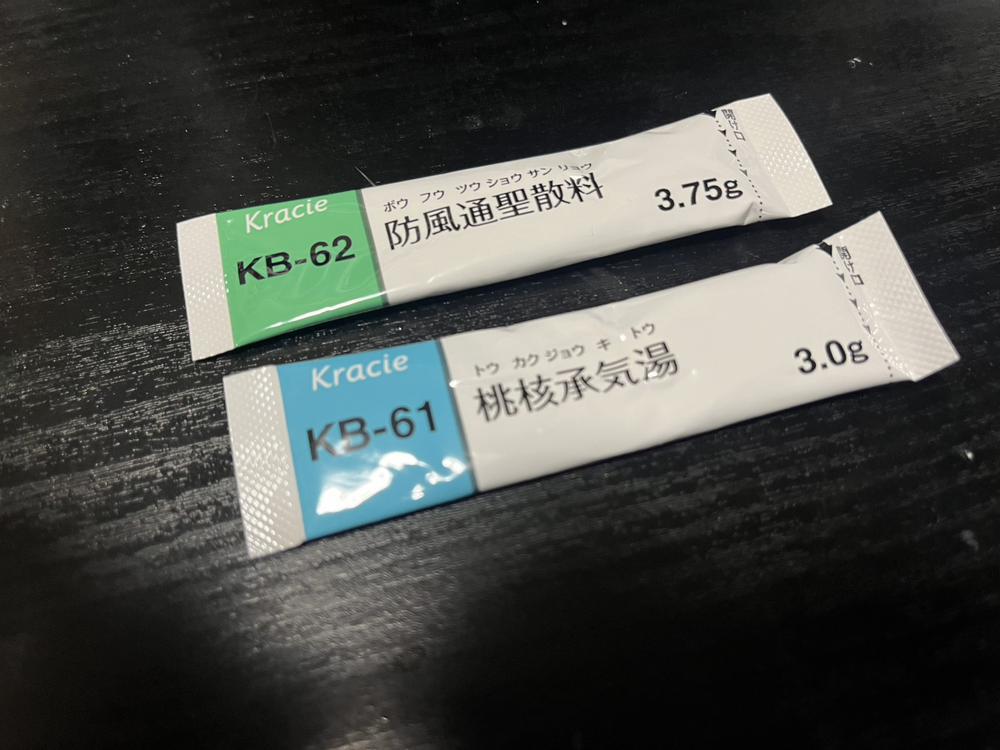 Kracie
KB-62
ボウ フウ ツウ ショウ サン リョウ
防風通聖散料
3.75g
開け口
Kracie
KB-61
トウ カク ジョウ キ トウ
桃核承気湯
3.0g
開け口